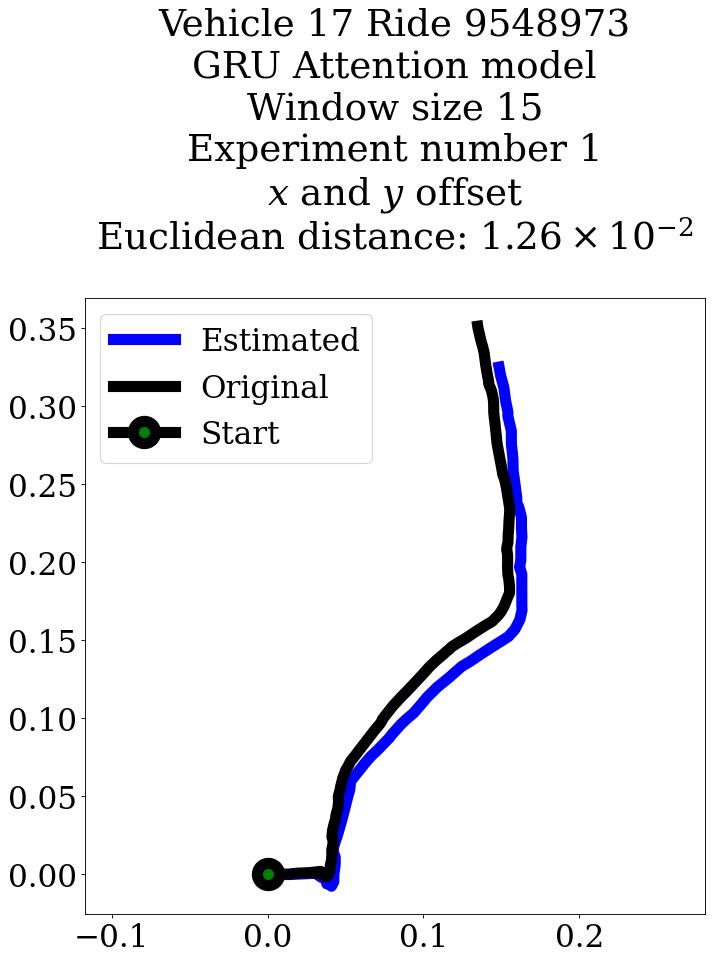 Vehicle 17 Ride 9548973
GRU Attention model
Window size 15
Experiment number 1
x and y offset
Euclidean distance: 1.26 × 10⁻²
Estimated
Original
Start
0.35
0.30
0.25
0.20
0.15
0.10
0.05
0.00
−0.1
0.0
0.1
0.2